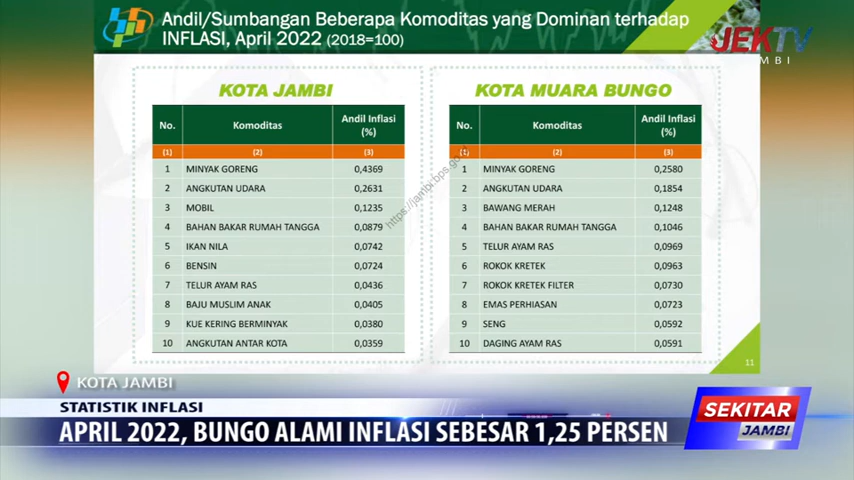 Andil/Sumbangan Beberapa Komoditas yang Dominan terhadap
INFLASI, April 2022 (2018=100)
JEKTV
JAMBI
KOTA JAMBI
No. Komoditas Andil Inflasi (%)
(1) (2) (3)
1 MINYAK GORENG 0,4369
2 ANGKUTAN UDARA 0,2631
3 MOBIL 0,1235
4 BAHAN BAKAR RUMAH TANGGA 0,0879
5 IKAN NILA 0,0742
6 BENSIN 0,0724
7 TELUR AYAM RAS 0,0436
8 BAJU MUSLIM ANAK 0,0405
9 KUE KERING BERMINYAK 0,0380
10 ANGKUTAN ANTAR KOTA 0,0359
KOTA MUARA BUNGO
No. Komoditas Andil Inflasi (%)
(1) (2) (3)
1 MINYAK GORENG 0,2580
2 ANGKUTAN UDARA 0,1854
3 BAWANG MERAH 0,1248
4 BAHAN BAKAR RUMAH TANGGA 0,1046
5 TELUR AYAM RAS 0,0969
6 ROKOK KRETEK 0,0963
7 ROKOK KRETEK FILTER 0,0730
8 EMAS PERHIASAN 0,0723
9 SENG 0,0592
10 DAGING AYAM RAS 0,0591
11
KOTA JAMBI
STATISTIK INFLASI
APRIL 2022, BUNGO ALAMI INFLASI SEBESAR 1,25 PERSEN
SEKITAR
JAMBI